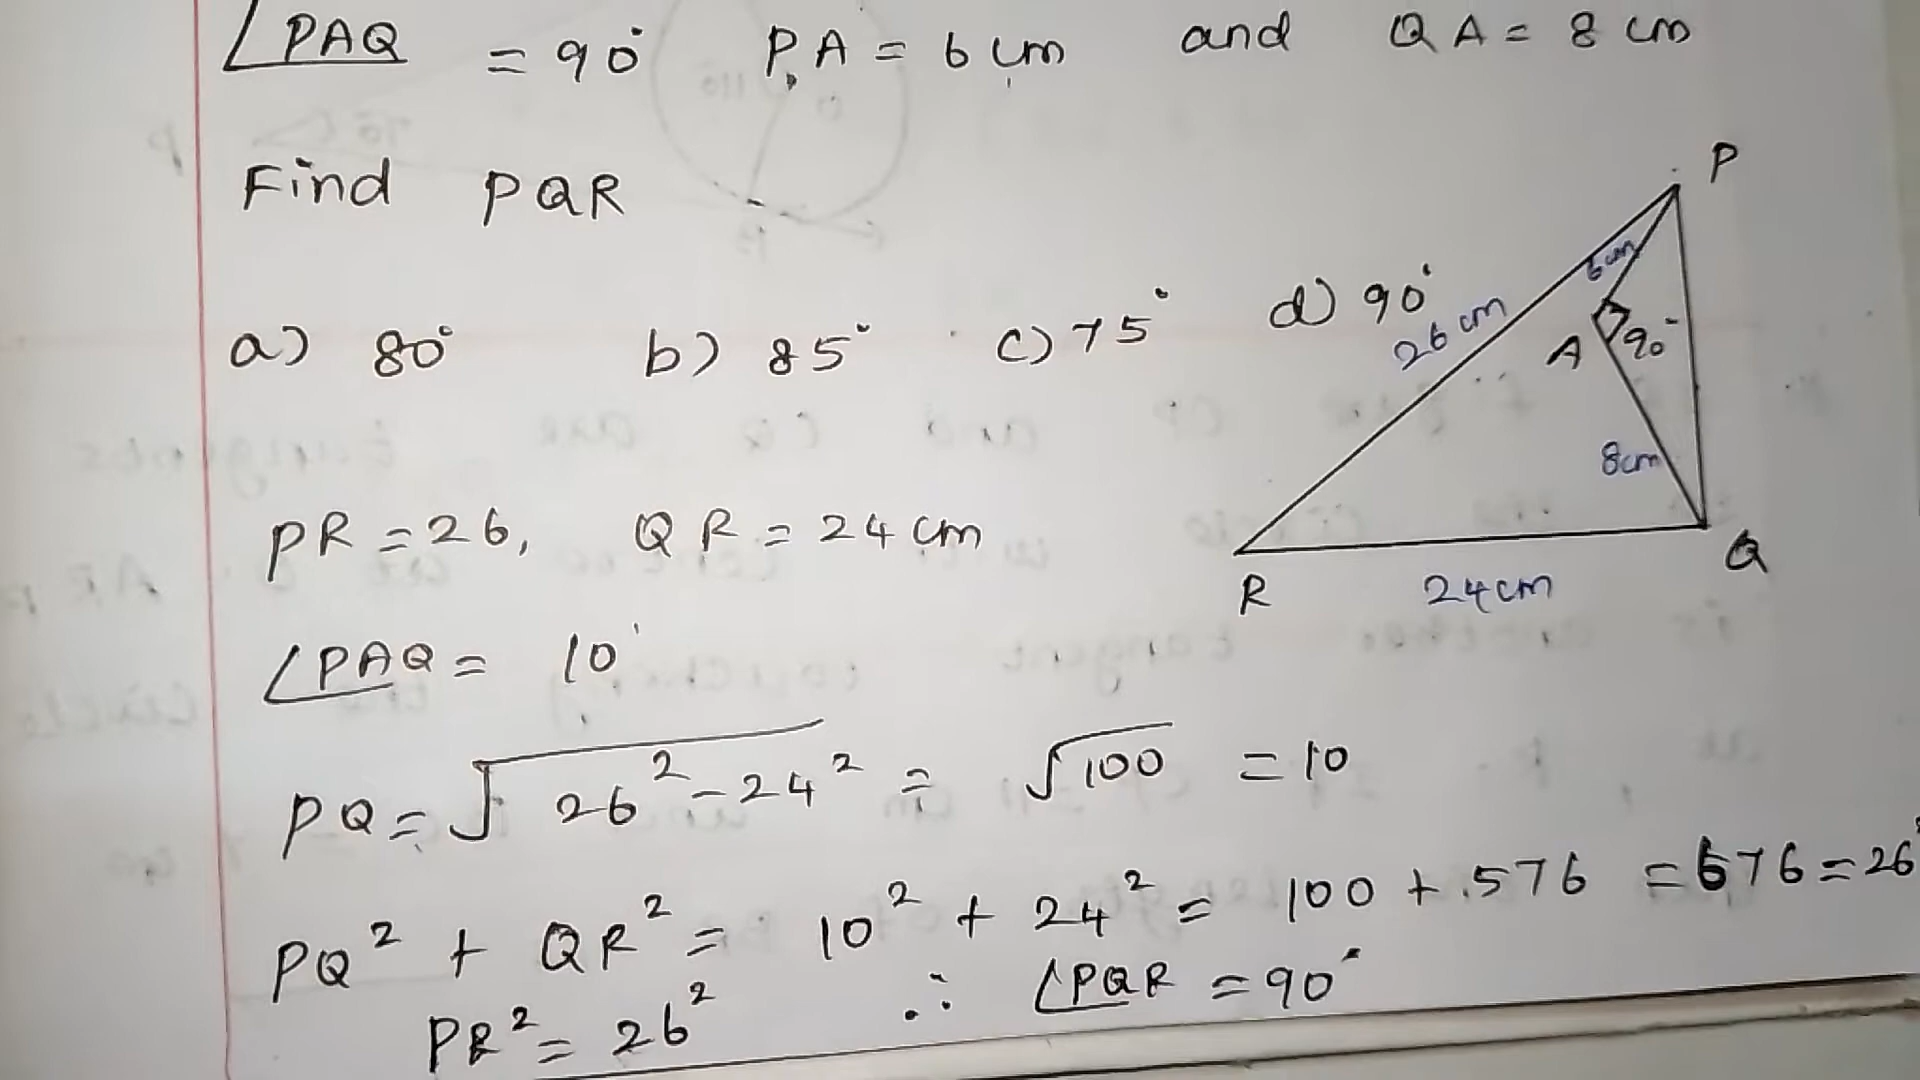 ∠PAQ = 90° PA = 6 cm and QA = 8 cm
Find PQR
a) 80° b) 85° c) 75° d) 90°
P
6cm
26 cm
A
90°
8cm
R
24 cm
Q
PR = 26, QR = 24 cm
∠PAQ = 10
PQ = √26² - 24² = √100 = 10
PQ² + QR² = 10² + 24² = 100 + 576 = 676 = 26²
PR² = 26² ∴ ∠PQR = 90°